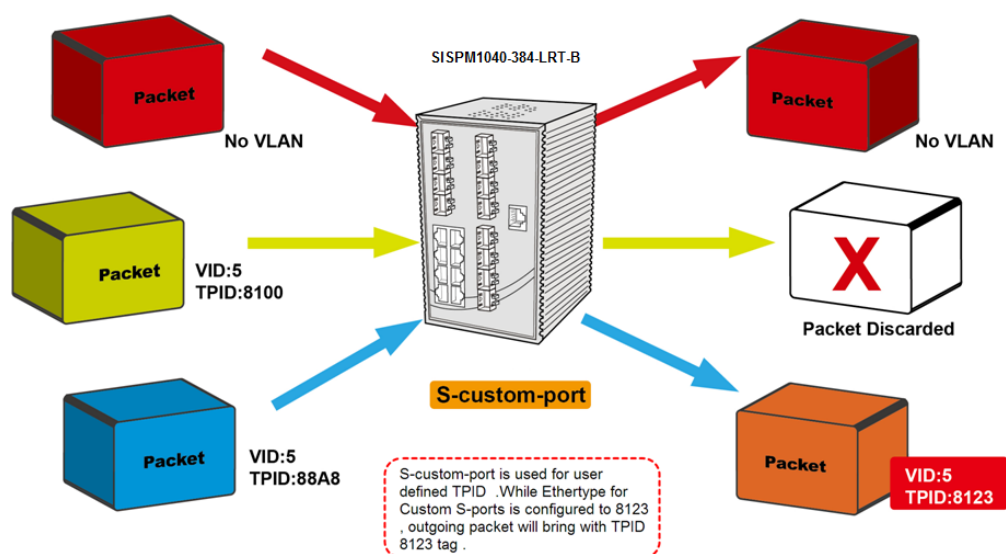 SISPM1040-384-LRT-B
Packet
No VLAN
Packet
No VLAN
Packet
VID:5
TPID:8100
X
Packet Discarded
S-custom-port
Packet
VID:5
TPID:88A8
S-custom-port is used for user
defined TPID .While Ethertype for
Custom S-ports is configured to 8123
, outgoing packet will bring with TPID
8123 tag .
Packet
VID:5
TPID:8123